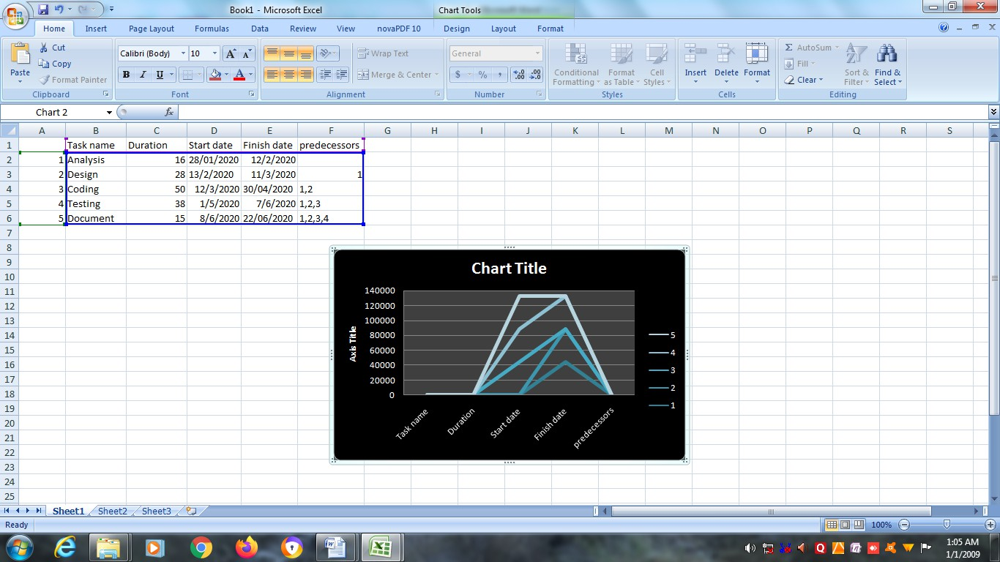 Book1 - Microsoft Excel
Chart Tools
Home Insert Page Layout Formulas Data Review View novaPDF 10 Design Layout Format
Paste
Cut
Copy
Format Painter
Clipboard
Calibri (Body) 10
B I U
Font
Wrap Text
Merge & Center
Alignment
General
$ % ,
Number
Conditional Formatting
Format as Table
Cell Styles
Styles
Insert Delete Format
Cells
Σ AutoSum
Fill
Clear
Sort & Filter
Find & Select
Editing
Chart 2 fx
A B C D E F G H I J K L M N O P Q R S
1 Task name Duration Start date Finish date predecessors
2 1 Analysis 16 28/01/2020 12/2/2020
3 2 Design 28 13/2/2020 11/3/2020 1
4 3 Coding 50 12/3/2020 30/04/2020 1,2
5 4 Testing 38 1/5/2020 7/6/2020 1,2,3
6 5 Document 15 8/6/2020 22/06/2020 1,2,3,4
7
8
9
10
11
12
13
14
15
16
17
18
19
20
21
22
23
24
25
Chart Title
140000
120000
100000
80000
60000
40000
20000
0
Axis Title
Task name Duration Start date Finish date predecessors
5
4
3
2
1
Sheet1 Sheet2 Sheet3
Ready 100%
1:05 AM
1/1/2009